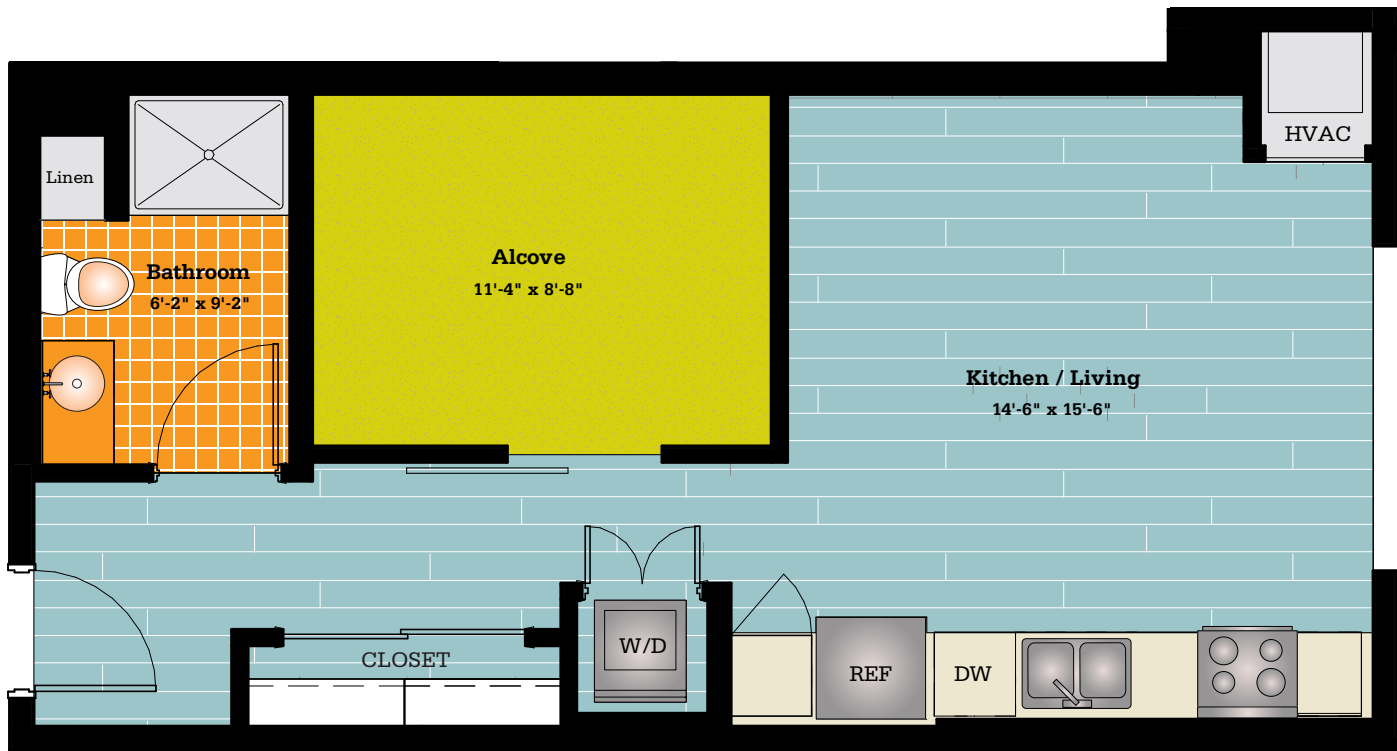 Linen
Bathroom
6'-2" x 9'-2"
Alcove
11'-4" x 8'-8"
HVAC
Kitchen / Living
14'-6" x 15'-6"
CLOSET
W/D
REF
DW